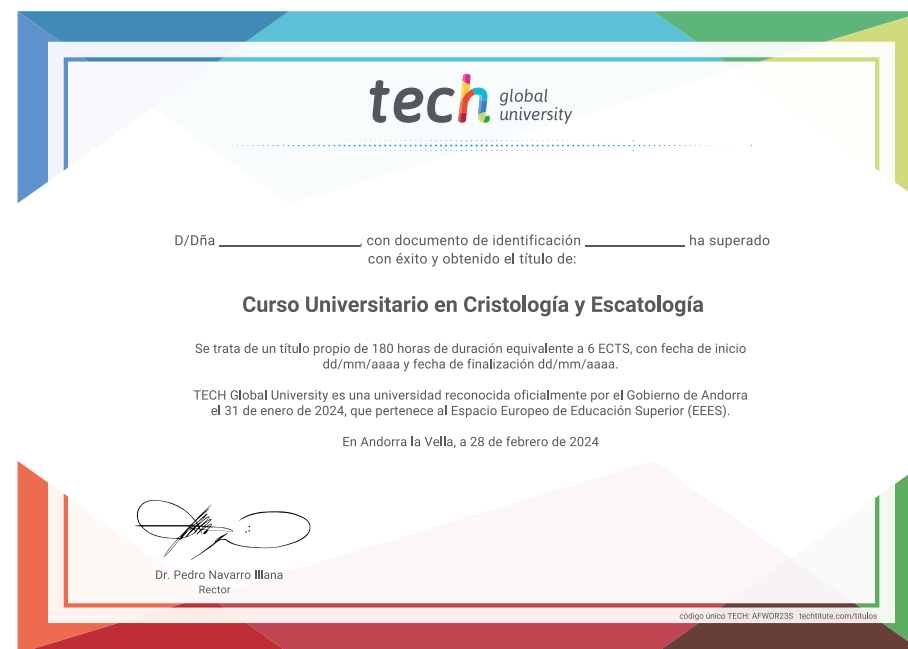 tech global university
D/Dña ____________________, con documento de identificación ______________ ha superado
con éxito y obtenido el título de:
Curso Universitario en Cristología y Escatología
Se trata de un título propio de 180 horas de duración equivalente a 6 ECTS, con fecha de inicio
dd/mm/aaaa y fecha de finalización dd/mm/aaaa.
TECH Global University es una universidad reconocida oficialmente por el Gobierno de Andorra
el 31 de enero de 2024, que pertenece al Espacio Europeo de Educación Superior (EEES).
En Andorra la Vella, a 28 de febrero de 2024
Dr. Pedro Navarro Illana
Rector
código único TECH: AFWOR23S techtitute.com/titulos